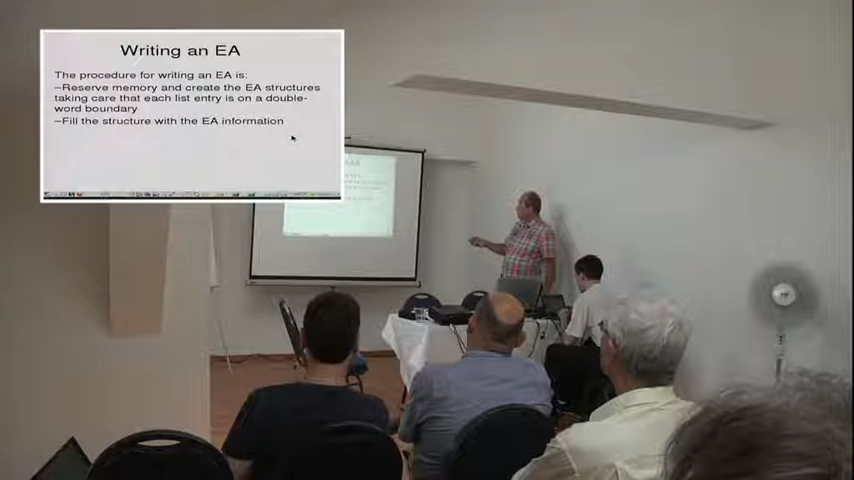 Writing an EA
The procedure for writing an EA is:
–Reserve memory and create the EA structures
taking care that each list entry is on a double-
word boundary
–Fill the structure with the EA information